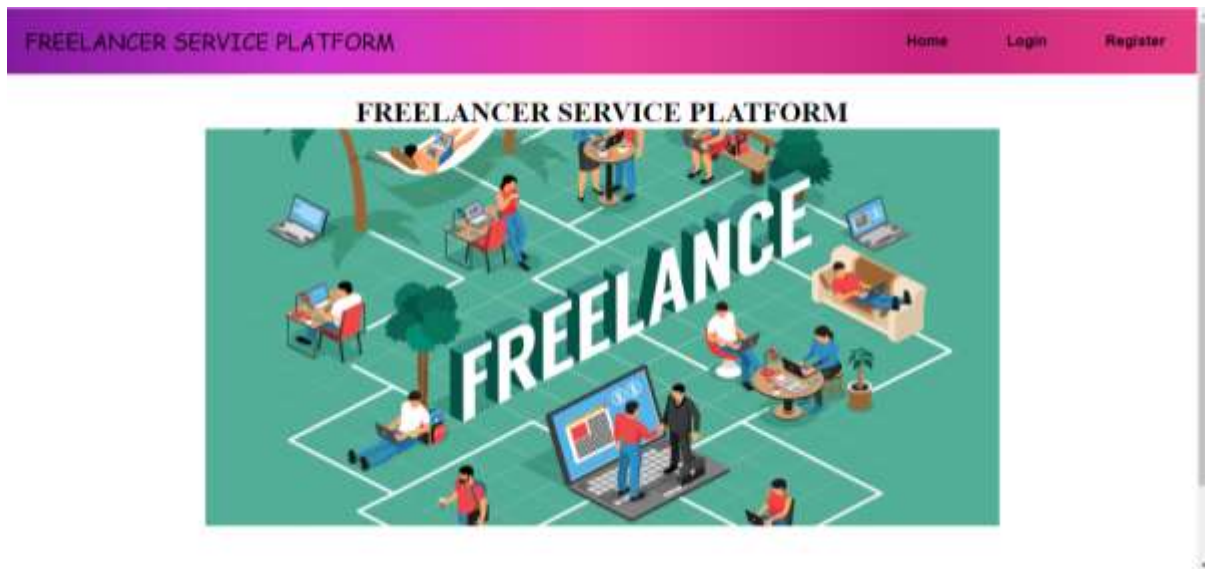 FREELANCER SERVICE PLATFORM
Home Login Register
FREELANCER SERVICE PLATFORM
FREELANCE